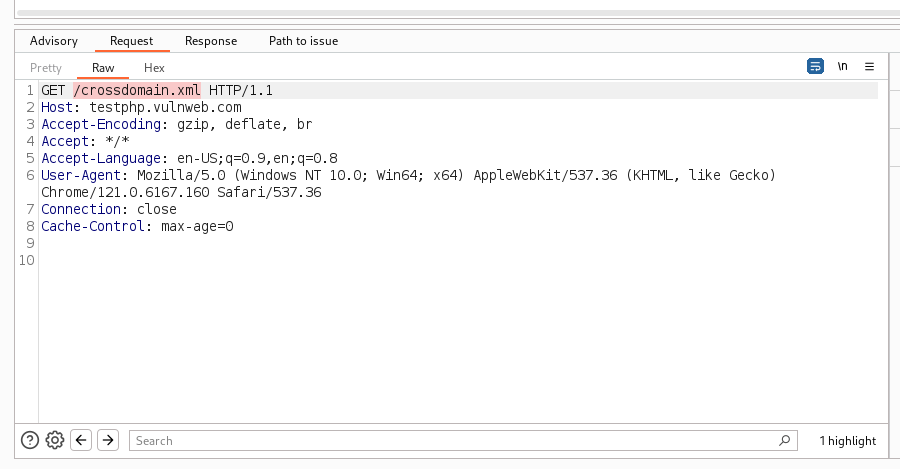 Advisory Request Response Path to issue
Pretty Raw Hex \n
1 GET /crossdomain.xml HTTP/1.1
2 Host: testphp.vulnweb.com
3 Accept-Encoding: gzip, deflate, br
4 Accept: */*
5 Accept-Language: en-US;q=0.9,en;q=0.8
6 User-Agent: Mozilla/5.0 (Windows NT 10.0; Win64; x64) AppleWebKit/537.36 (KHTML, like Gecko)
Chrome/121.0.6167.160 Safari/537.36
7 Connection: close
8 Cache-Control: max-age=0
9
10
Search 1 highlight